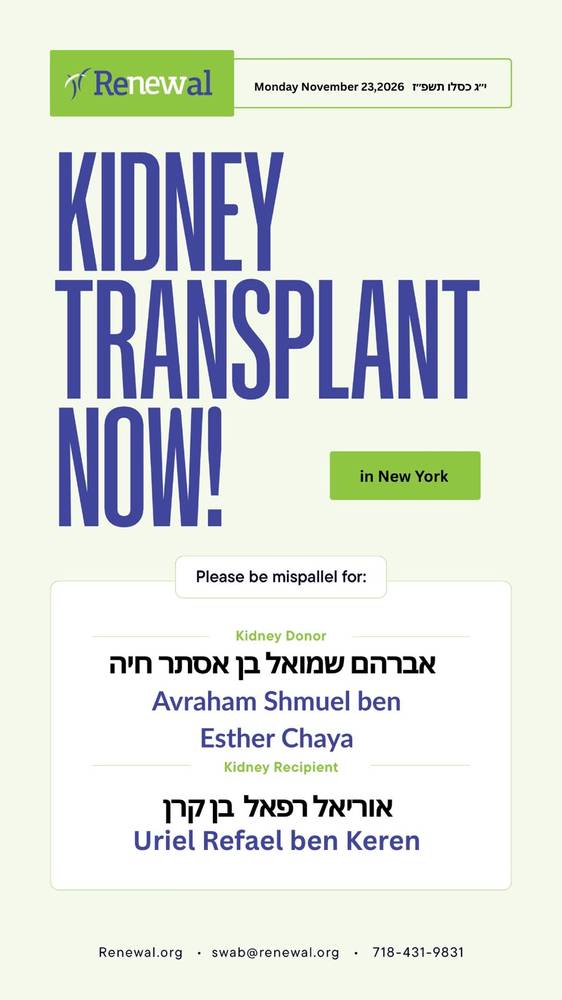 Renewal
Monday November 23,2026 י״ג כסלו תשפ״ז
KIDNEY
TRANSPLANT
NOW!
in New York
Please be mispallel for:
Kidney Donor
אברהם שמואל בן אסתר חיה
Avraham Shmuel ben
Esther Chaya
Kidney Recipient
אוריאל רפאל בן קרן
Uriel Refael ben Keren
Renewal.org • swab@renewal.org • 718-431-9831